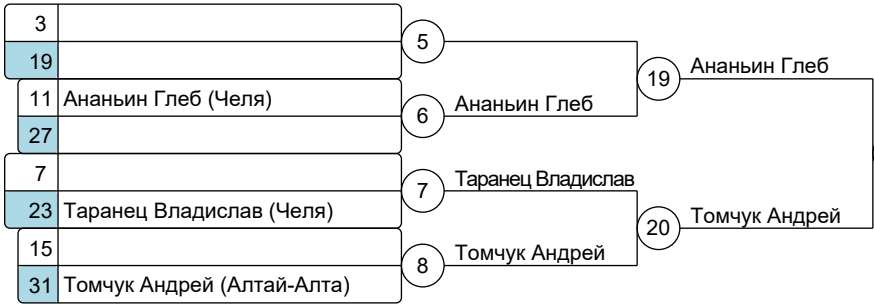 3
5
19
11 Ананьин Глеб (Челя)
6
Ананьин Глеб
19
Ананьин Глеб
27
7
7
Таранец Владислав
23 Таранец Владислав (Челя)
20
Томчук Андрей
15
8
Томчук Андрей
31 Томчук Андрей (Алтай-Алта)